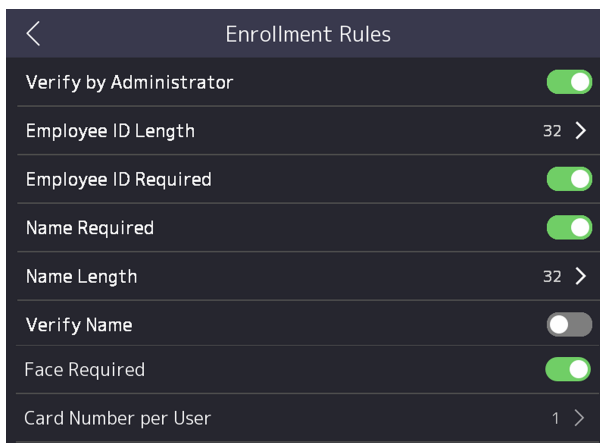 Enrollment Rules
Verify by Administrator
Employee ID Length 32
Employee ID Required
Name Required
Name Length 32
Verify Name
Face Required
Card Number per User 1